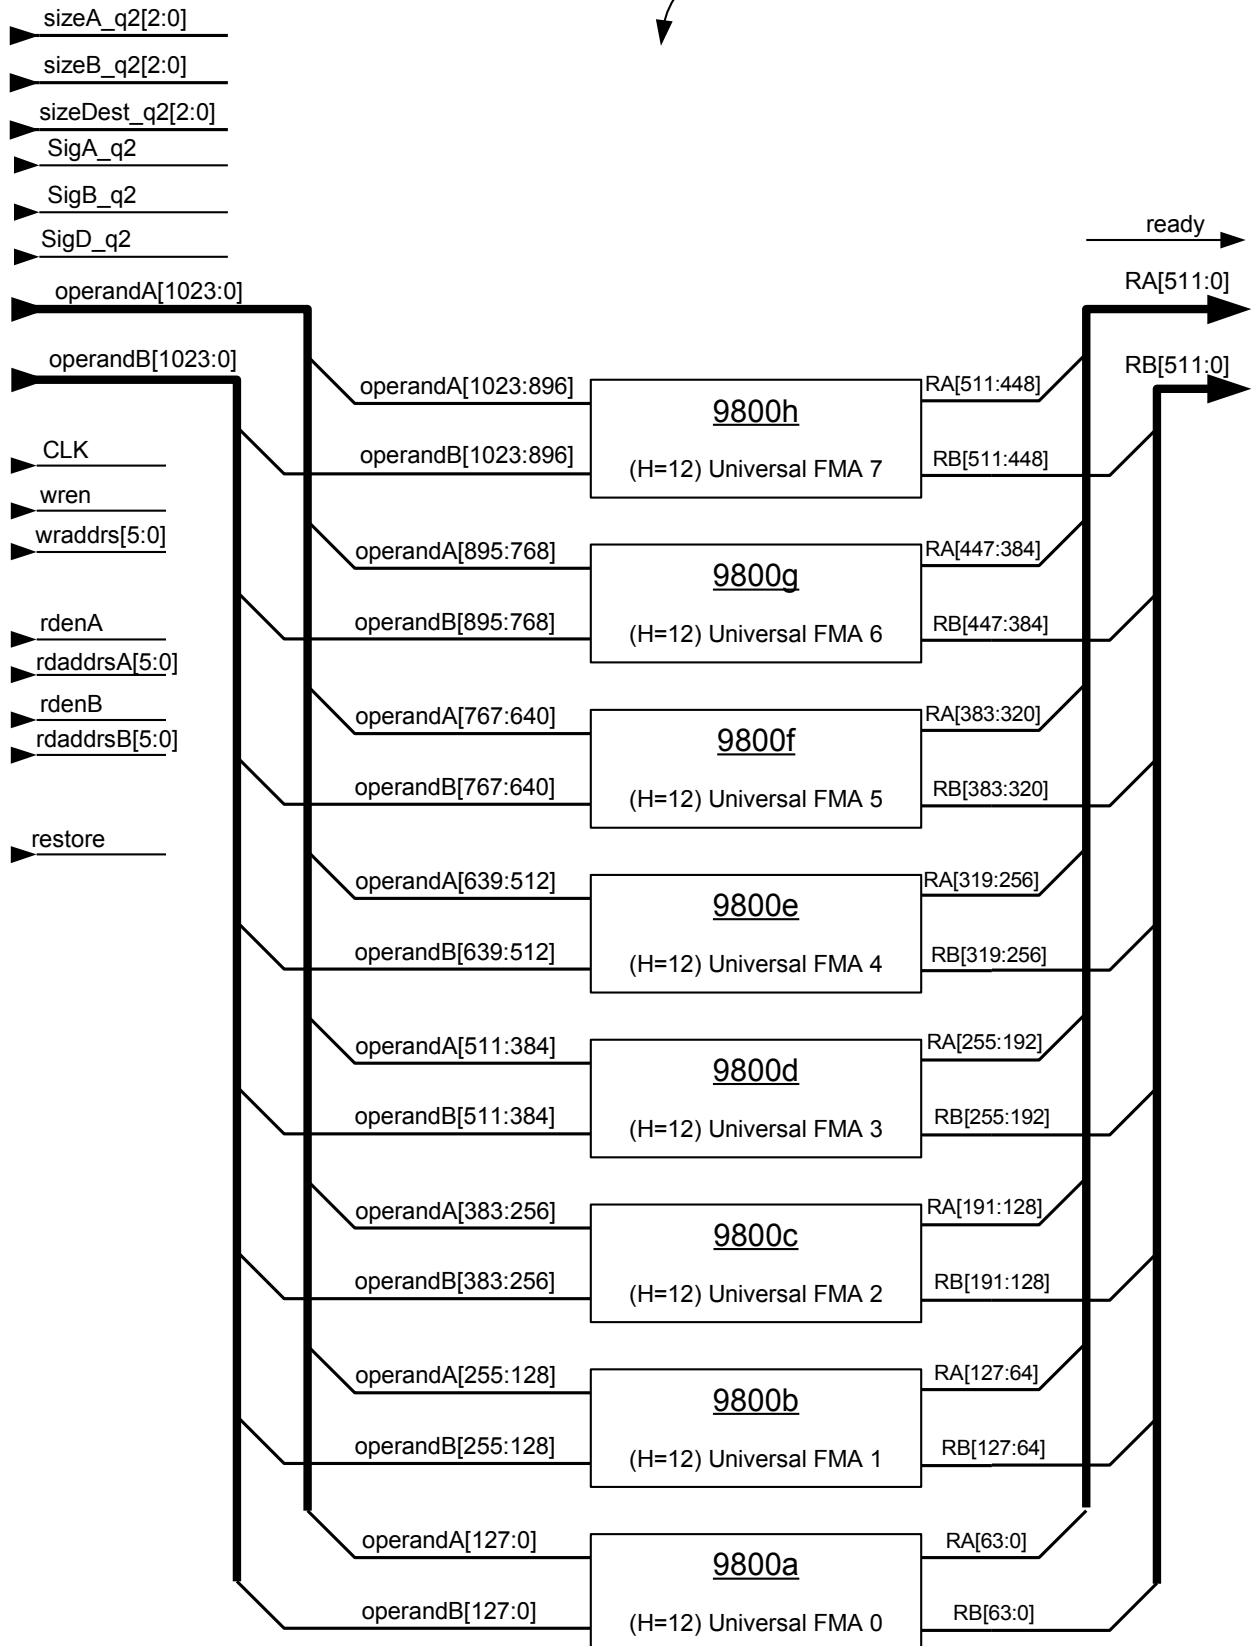 sizeA_q2[2:0]
sizeB_q2[2:0]
sizeDest_q2[2:0]
SigA_q2
SigB_q2
SigD_q2
operandA[1023:0]
operandB[1023:0]
CLK
wren
wraddrs[5:0]
rdenA
rdaddrsA[5:0]
rdenB
rdaddrsB[5:0]
restore
ready
RA[511:0]
RB[511:0]
operandA[1023:896]
operandB[1023:896]
9800h
(H=12) Universal FMA 7
RA[511:448]
RB[511:448]
operandA[895:768]
operandB[895:768]
9800g
(H=12) Universal FMA 6
RA[447:384]
RB[447:384]
operandA[767:640]
operandB[767:640]
9800f
(H=12) Universal FMA 5
RA[383:320]
RB[383:320]
operandA[639:512]
operandB[639:512]
9800e
(H=12) Universal FMA 4
RA[319:256]
RB[319:256]
operandA[511:384]
operandB[511:384]
9800d
(H=12) Universal FMA 3
RA[255:192]
RB[255:192]
operandA[383:256]
operandB[383:256]
9800c
(H=12) Universal FMA 2
RA[191:128]
RB[191:128]
operandA[255:128]
operandB[255:128]
9800b
(H=12) Universal FMA 1
RA[127:64]
RB[127:64]
operandA[127:0]
operandB[127:0]
9800a
(H=12) Universal FMA 0
RA[63:0]
RB[63:0]